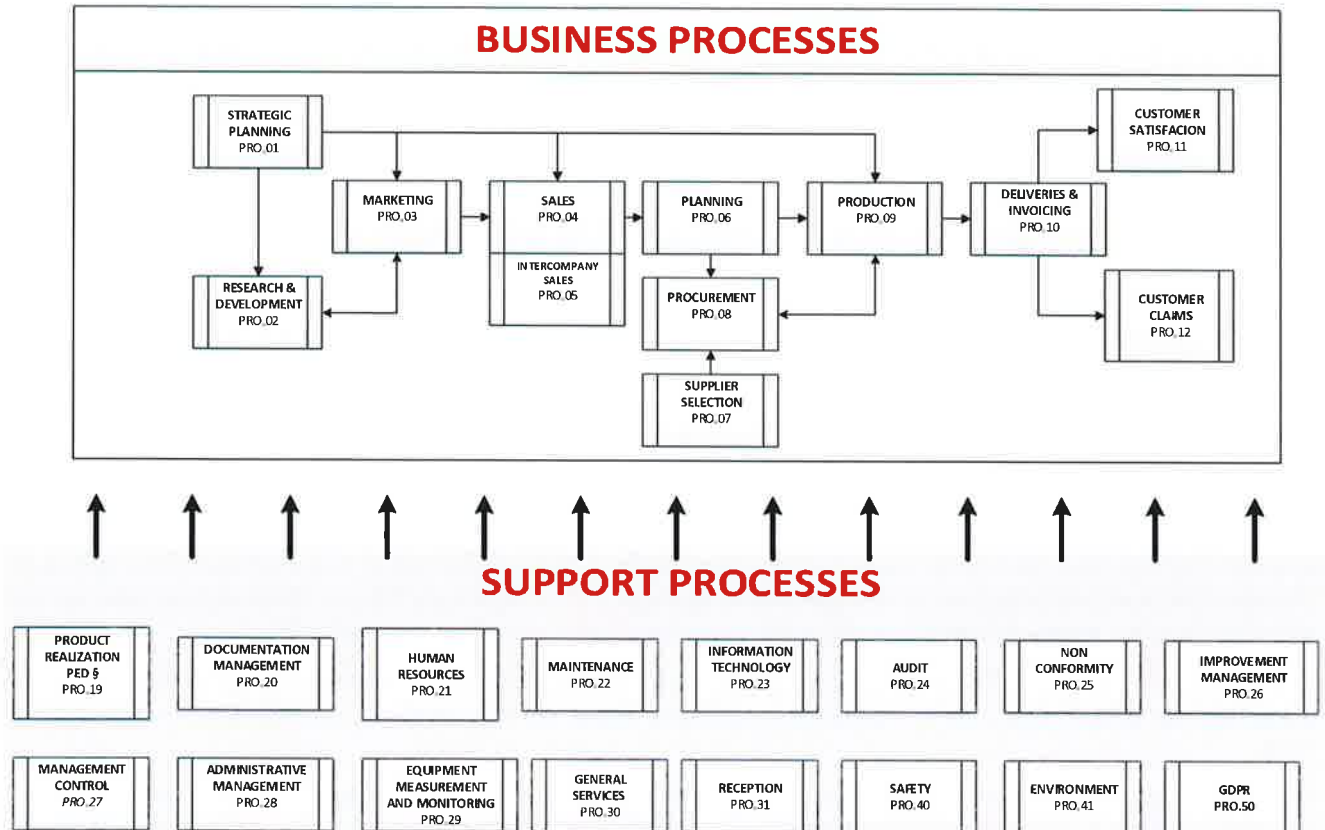 BUSINESS PROCESSES
STRATEGIC
PLANNING
PRO.01
CUSTOMER
SATISFACION
PRO.11
MARKETING
PRO.03
SALES
PRO.04
PLANNING
PRO.06
PRODUCTION
PRO.09
DELIVERIES &
INVOICING
PRO.10
INTERCOMPANY
SALES
PRO.05
RESEARCH &
DEVELOPMENT
PRO.02
PROCUREMENT
PRO.08
CUSTOMER
CLAIMS
PRO.12
SUPPLIER
SELECTION
PRO.07
SUPPORT PROCESSES
PRODUCT
REALIZATION
PED §
PRO.19
DOCUMENTATION
MANAGEMENT
PRO.20
HUMAN
RESOURCES
PRO.21
MAINTENANCE
PRO.22
INFORMATION
TECHNOLOGY
PRO.23
AUDIT
PRO.24
NON
CONFORMITY
PRO.25
IMPROVEMENT
MANAGEMENT
PRO.26
MANAGEMENT
CONTROL
PRO.27
ADMINISTRATIVE
MANAGEMENT
PRO.28
EQUIPMENT
MEASUREMENT
AND MONITORING
PRO.29
GENERAL
SERVICES
PRO.30
RECEPTION
PRO.31
SAFETY
PRO.40
ENVIRONMENT
PRO.41
GDPR
PRO.50